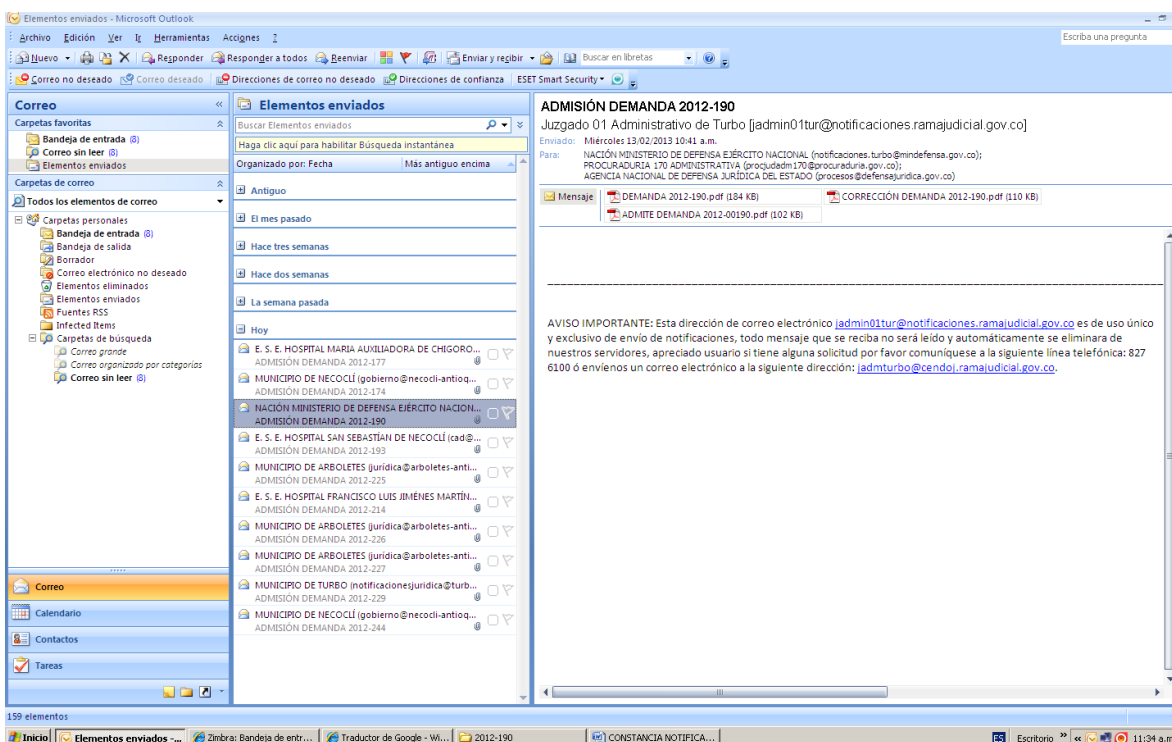 Elementos enviados - Microsoft Outlook
Archivo Edición Ver Ir Herramientas Acciones ?
Escriba una pregunta
Nuevo Responder Responder a todos Reenviar Enviar y recibir Buscar en libretas
Correo no deseado Correo deseado Direcciones de correo no deseado Direcciones de confianza ESET Smart Security
Correo
Carpetas favoritas
Bandeja de entrada (8)
Correo sin leer (8)
Elementos enviados
Carpetas de correo
Todos los elementos de correo
Carpetas personales
Bandeja de entrada (8)
Bandeja de salida
Borrador
Correo electrónico no deseado
Elementos eliminados
Elementos enviados
Fuentes RSS
Infected Items
Carpetas de búsqueda
Correo grande
Correo organizado por categorías
Correo sin leer (8)
Correo
Calendario
Contactos
Tareas
Elementos enviados
Buscar Elementos enviados
Haga clic aquí para habilitar Búsqueda instantánea
Organizado por: Fecha Más antiguo encima
Antiguo
El mes pasado
Hace tres semanas
Hace dos semanas
La semana pasada
Hoy
E. S. E. HOSPITAL MARIA AUXILIADORA DE CHIGORO...
ADMISIÓN DEMANDA 2012-177
MUNICIPIO DE NECOCLÍ (gobierno@necocli-antioq...
ADMISIÓN DEMANDA 2012-174
NACIÓN MINISTERIO DE DEFENSA EJÉRCITO NACION...
ADMISIÓN DEMANDA 2012-190
E. S. E. HOSPITAL SAN SEBASTIÁN DE NECOCLÍ (cad@...
ADMISIÓN DEMANDA 2012-193
MUNICIPIO DE ARBOLETES (jurídica@arboletes-anti...
ADMISIÓN DEMANDA 2012-225
E. S. E. HOSPITAL FRANCISCO LUIS JIMÉNES MARTÍN...
ADMISIÓN DEMANDA 2012-214
MUNICIPIO DE ARBOLETES (jurídica@arboletes-anti...
ADMISIÓN DEMANDA 2012-226
MUNICIPIO DE ARBOLETES (jurídica@arboletes-anti...
ADMISIÓN DEMANDA 2012-227
MUNICIPIO DE TURBO (notificacionesjuridica@turb...
ADMISIÓN DEMANDA 2012-229
MUNICIPIO DE NECOCLÍ (gobierno@necocli-antioq...
ADMISIÓN DEMANDA 2012-244
ADMISIÓN DEMANDA 2012-190
Juzgado 01 Administrativo de Turbo [jadmin01tur@notificaciones.ramajudicial.gov.co]
Enviado: Miércoles 13/02/2013 10:41 a.m.
Para: NACIÓN MINISTERIO DE DEFENSA EJÉRCITO NACIONAL (notificaciones.turbo@mindefensa.gov.co);
PROCURADURIA 170 ADMINISTRATIVA (procjudadm170@procuraduria.gov.co);
AGENCIA NACIONAL DE DEFENSA JURÍDICA DEL ESTADO (procesos@defensajuridica.gov.co)
Mensaje DEMANDA 2012-190.pdf (184 KB) CORRECCIÓN DEMANDA 2012-190.pdf (110 KB)
ADMITE DEMANDA 2012-00190.pdf (102 KB)
AVISO IMPORTANTE: Esta dirección de correo electrónico jadmin01tur@notificaciones.ramajudicial.gov.co es de uso único
y exclusivo de envío de notificaciones, todo mensaje que se reciba no será leído y automáticamente se eliminara de
nuestros servidores, apreciado usuario si tiene alguna solicitud por favor comuníquese a la siguiente línea telefónica: 827
6100 ó envíenos un correo electrónico a la siguiente dirección: jadmturbo@cendoj.ramajudicial.gov.co.
159 elementos
Inicio Elementos enviados -... Zimbra: Bandeja de entr... Traductor de Google - Wi... 2012-190 CONSTANCIA NOTIFICA... ES Escritorio 11:34 a.m.